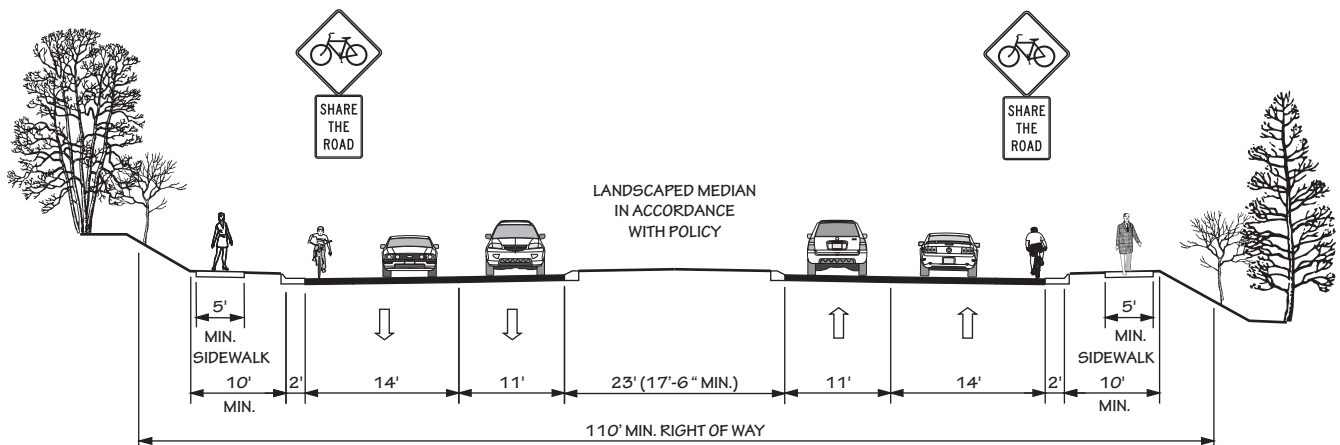 SHARE
THE
ROAD
SHARE
THE
ROAD
LANDSCAPED MEDIAN
IN ACCORDANCE
WITH POLICY
5'
MIN.
SIDEWALK
5'
MIN.
SIDEWALK
10'
MIN.
2'
14'
11'
23' (17'-6 " MIN.)
11'
14'
2'
10'
MIN.
110' MIN. RIGHT OF WAY